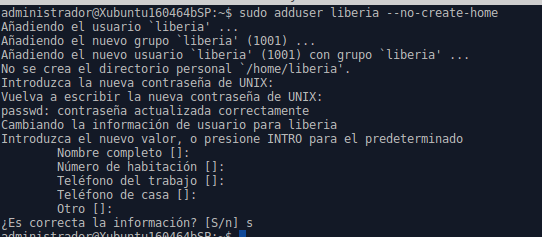 administrador@Xubuntu160464bSP:~$ sudo adduser liberia --no-create-home
Añadiendo el usuario `liberia' ...
Añadiendo el nuevo grupo `liberia' (1001) ...
Añadiendo el nuevo usuario `liberia' (1001) con grupo `liberia' ...
No se crea el directorio personal `/home/liberia'.
Introduzca la nueva contraseña de UNIX:
Vuelva a escribir la nueva contraseña de UNIX:
passwd: contraseña actualizada correctamente
Cambiando la información de usuario para liberia
Introduzca el nuevo valor, o presione INTRO para el predeterminado
Nombre completo []:
Número de habitación []:
Teléfono del trabajo []:
Teléfono de casa []:
Otro []:
¿Es correcta la información? [S/n] s
administrador@Xubuntu160464bSP:~$